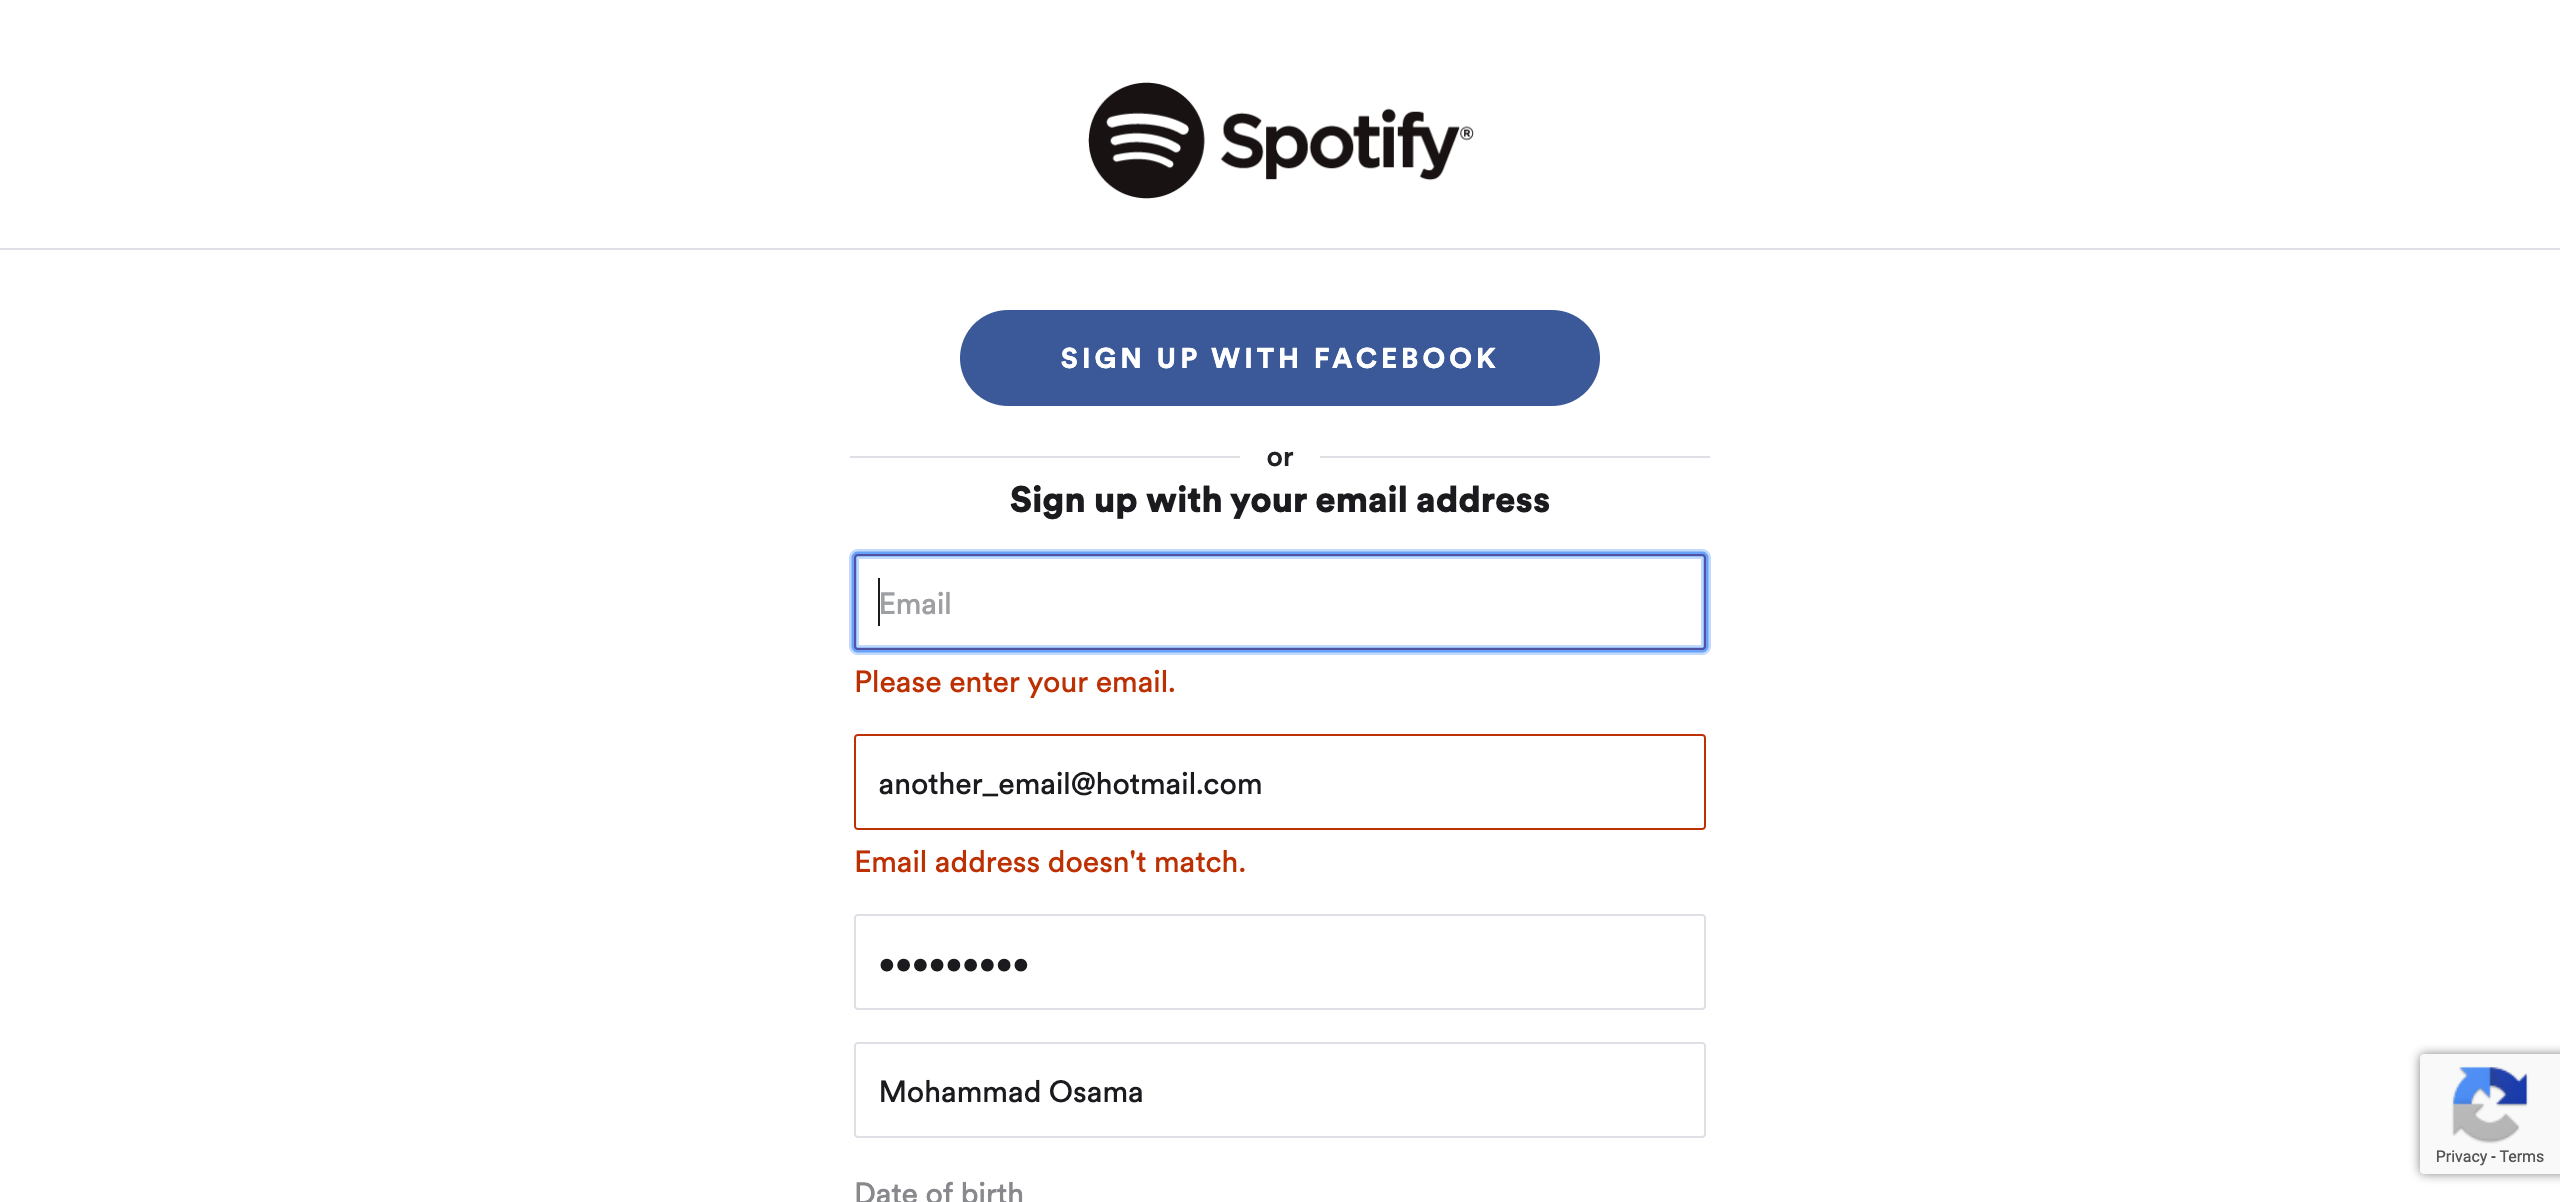 Spotify®
SIGN UP WITH FACEBOOK
or
Sign up with your email address
Email
Please enter your email.
another_email@hotmail.com
Email address doesn't match.
•••••••••
Mohammad Osama
Date of birth
Privacy - Terms